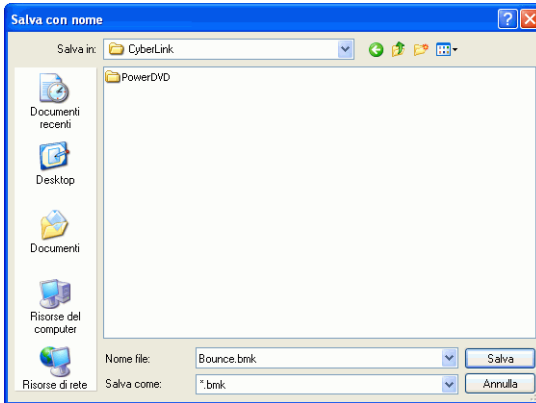 Salva con nome
Salva in:
CyberLink
PowerDVD
Documenti
recenti
Desktop
Documenti
Risorse del
computer
Risorse di rete
Nome file:
Bounce.bmk
Salva
Salva come:
*.bmk
Annulla